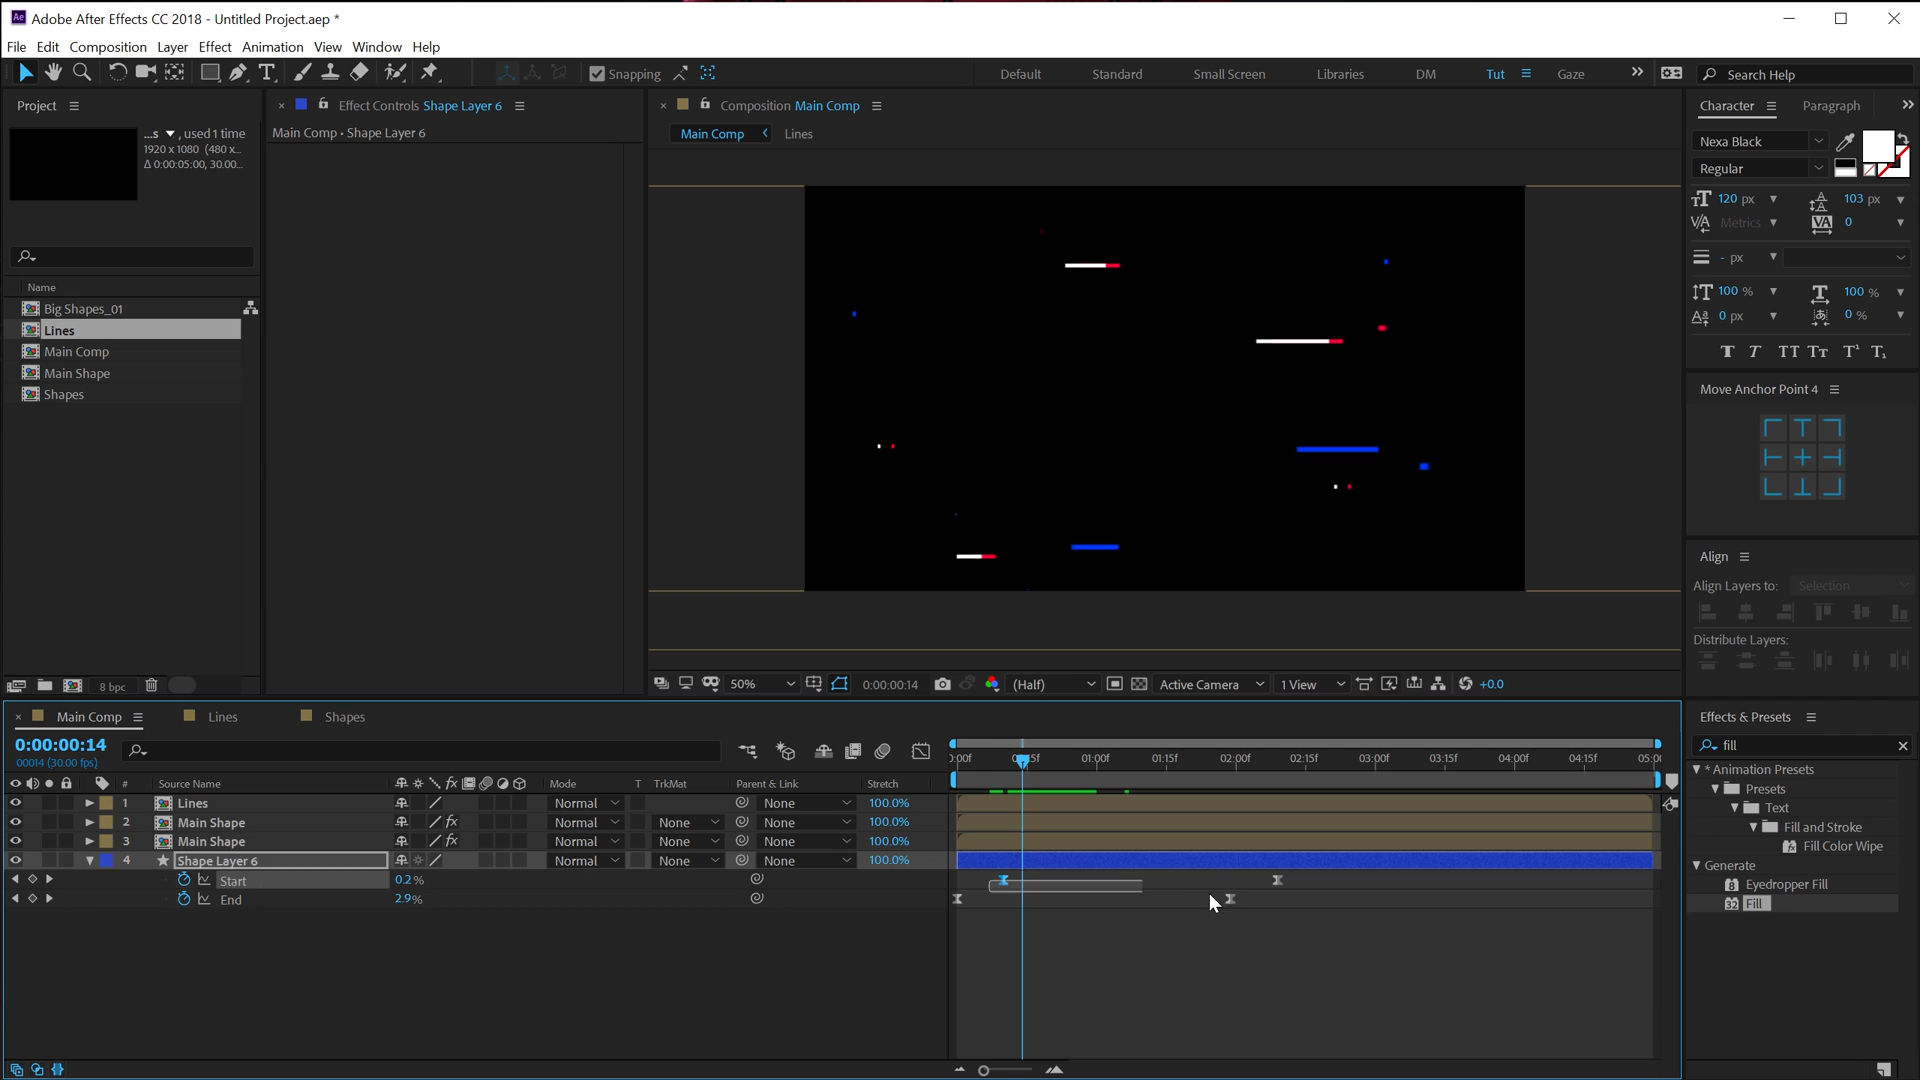 Adobe After Effects CC 2018 - Untitled Project.aep *
File Edit Composition Layer Effect Animation View Window Help
Snapping
Default Standard Small Screen Libraries DM Tut Gaze
Search Help
Project
Effect Controls Shape Layer 6
Composition Main Comp
Character Paragraph
...s , used 1 time
1920 x 1080 (480 x...
Δ 0:00:05:00, 30.00...
Main Comp • Shape Layer 6
Main Comp Lines
Nexa Black
Regular
120 px 103 px
Metrics 0
- px
100 % 100 %
0 px 0 %
Name
Big Shapes_01
Lines
Main Comp
Main Shape
Shapes
Move Anchor Point 4
Align
Align Layers to: Selection
Distribute Layers:
8 bpc
50% 0:00:00:14 (Half) Active Camera 1 View +0.0
Main Comp Lines Shapes
0:00:00:14
00014 (30.00 fps)
:00f 15f 01:00f 01:15f 02:00f 02:15f 03:00f 03:15f 04:00f 04:15f 05:00
# Source Name Mode T TrkMat Parent & Link Stretch
1 Lines Normal None 100.0%
2 Main Shape Normal None None 100.0%
3 Main Shape Normal None None 100.0%
4 Shape Layer 6 Normal None None 100.0%
Start 0.2%
End 2.9%
Effects & Presets
fill
* Animation Presets
Presets
Text
Fill and Stroke
Fill Color Wipe
Generate
Eyedropper Fill
Fill